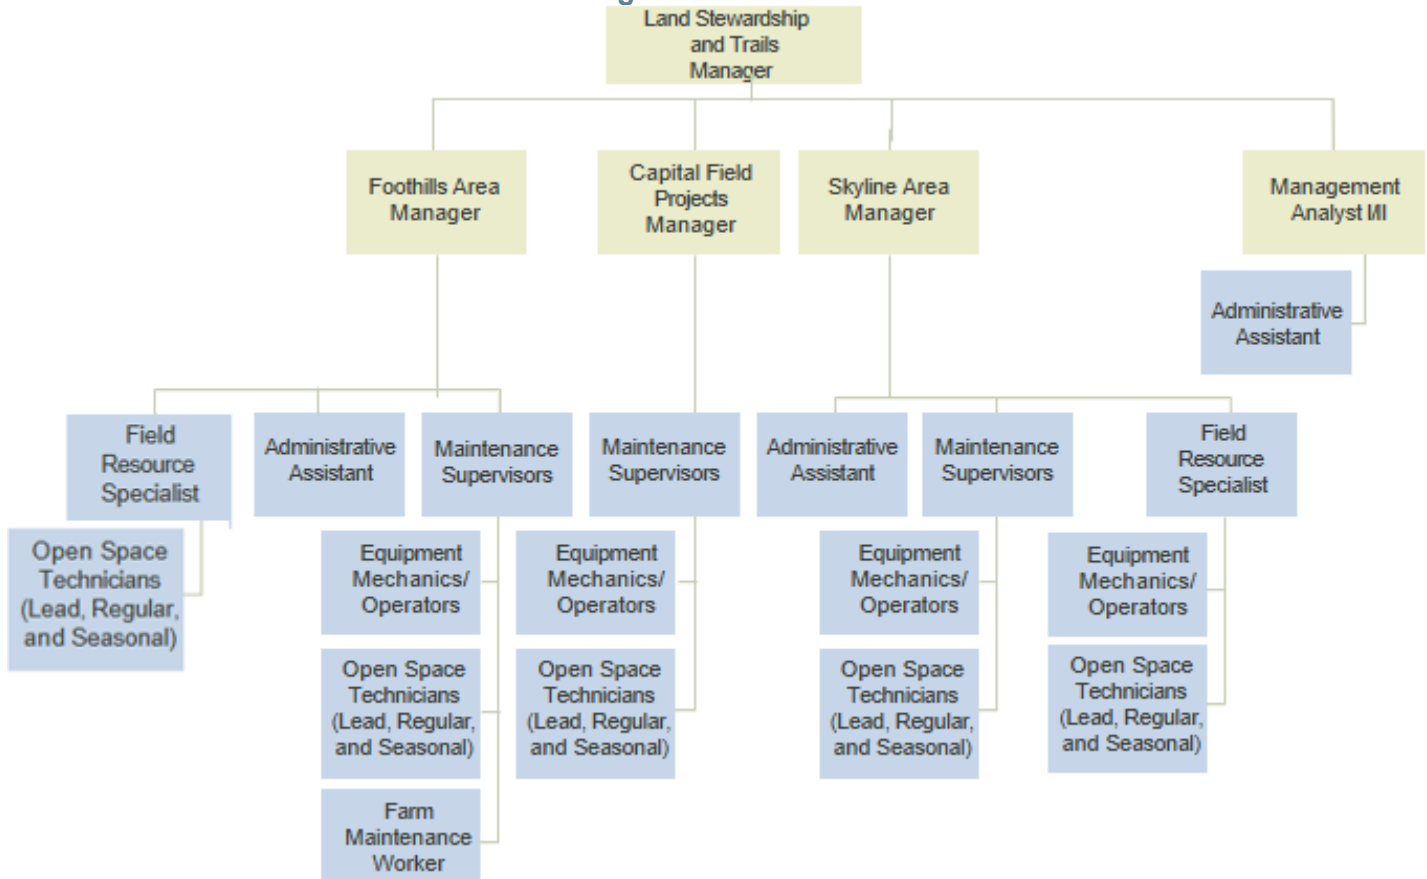 Land Stewardship
and Trails
Manager
Foothills Area
Manager
Capital Field
Projects
Manager
Skyline Area
Manager
Management
Analyst I/II
Administrative
Assistant
Field
Resource
Specialist
Administrative
Assistant
Maintenance
Supervisors
Maintenance
Supervisors
Administrative
Assistant
Maintenance
Supervisors
Field
Resource
Specialist
Open Space
Technicians
(Lead, Regular,
and Seasonal)
Equipment
Mechanics/
Operators
Equipment
Mechanics/
Operators
Equipment
Mechanics/
Operators
Equipment
Mechanics/
Operators
Open Space
Technicians
(Lead, Regular,
and Seasonal)
Open Space
Technicians
(Lead, Regular,
and Seasonal)
Open Space
Technicians
(Lead, Regular,
and Seasonal)
Open Space
Technicians
(Lead, Regular,
and Seasonal)
Farm
Maintenance
Worker